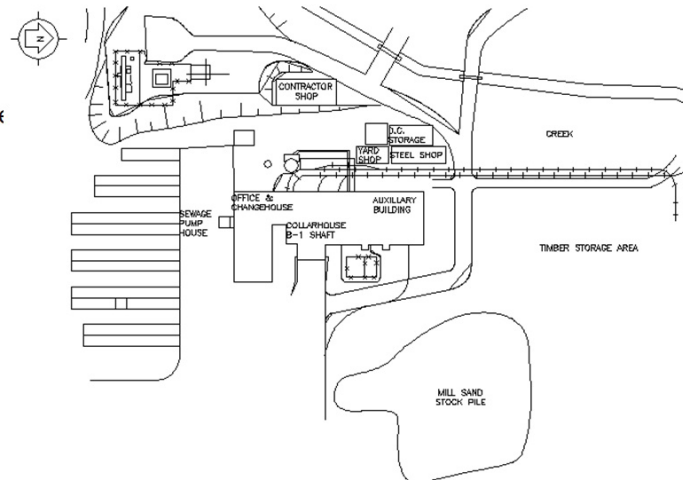 N
CONTRACTOR
SHOP
O.C.
STORAGE
YARD
SHOP
STEEL SHOP
CREEK
OFFICE &
CHANGEHOUSE
AUXILLARY
BUILDING
SEWAGE
PUMP
HOUSE
COLLARHOUSE
B-1 SHAFT
TIMBER STORAGE AREA
MILL SAND
STOCK PILE